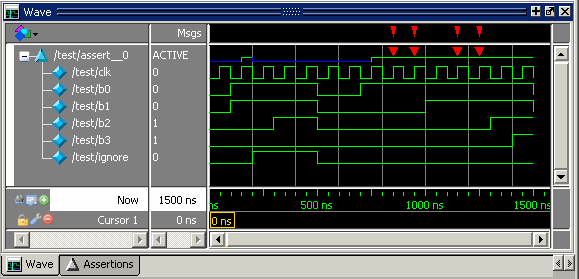 Wave
Msgs
/test/assert__0 ACTIVE
/test/clk 0
/test/b0 0
/test/b1 0
/test/b2 1
/test/b3 1
/test/ignore 0
Now 1500 ns ns 500 ns 1000 ns 1500 ns
Cursor 1 0 ns 0 ns
Wave Assertions